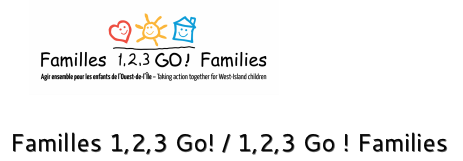 Familles 1,2,3 GO! Families
Agir ensemble pour les enfants de l'Ouest-de-l'Île – Taking action together for West-Island children
Familles 1,2,3 Go! / 1,2,3 Go ! Families